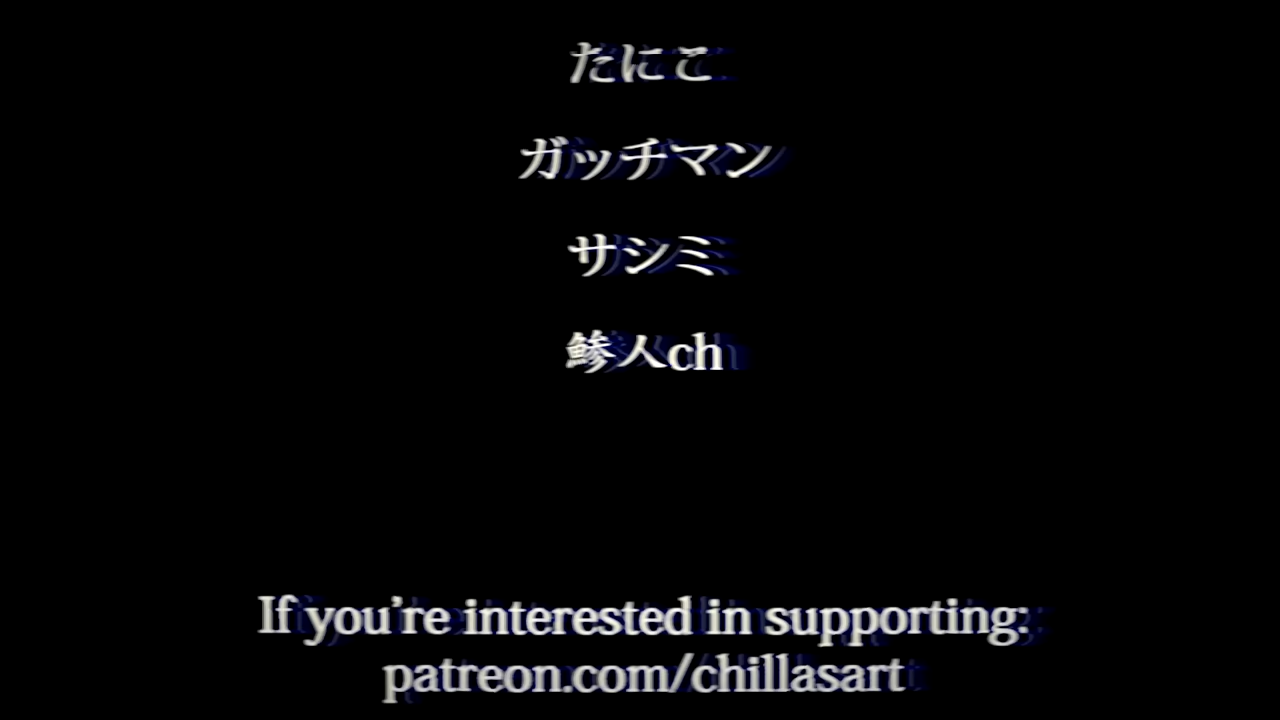 たにこ
ガッチマン
サシミ
鯵人ch
If you're interested in supporting:
patreon.com/chillasart